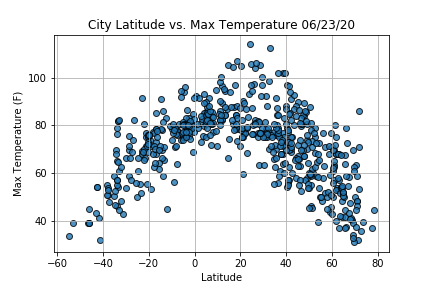 City Latitude vs. Max Temperature 06/23/20
100
80
60
40
Max Temperature (F)
−60 −40 −20 0 20 40 60 80
Latitude